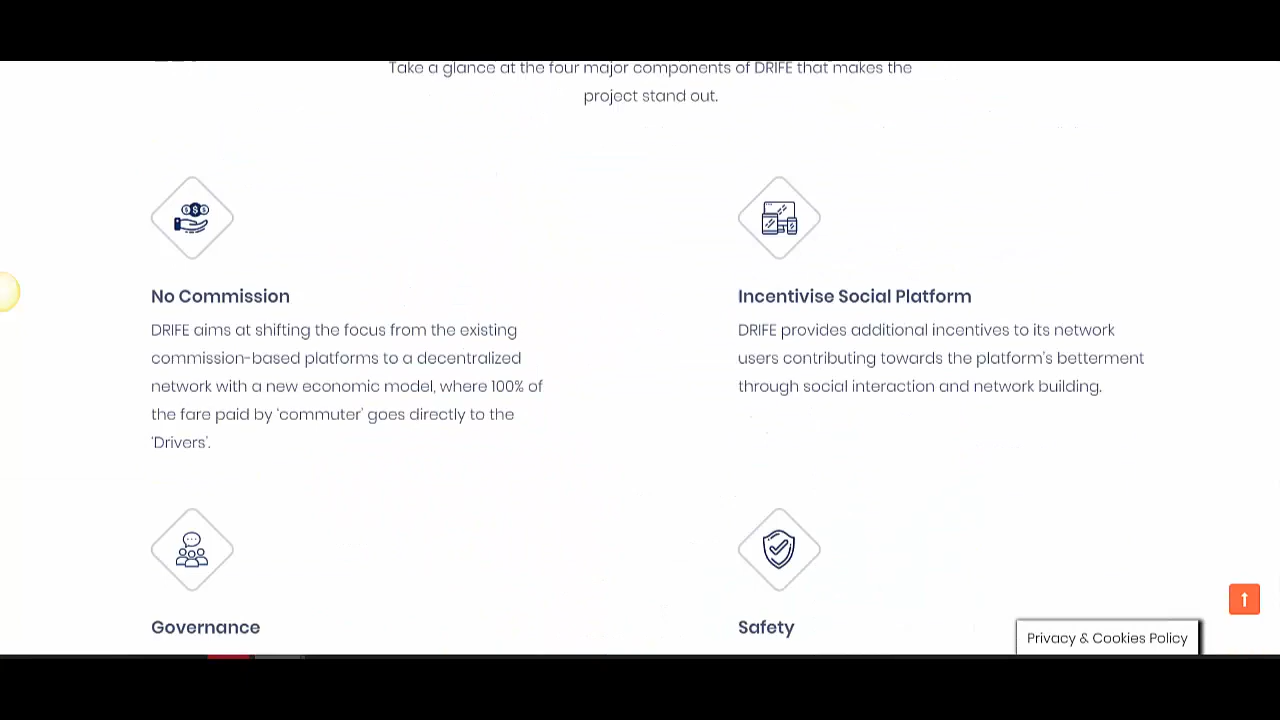 Take a glance at the four major components of DRIFE that makes the
project stand out.
No Commission
DRIFE aims at shifting the focus from the existing
commission-based platforms to a decentralized
network with a new economic model, where 100% of
the fare paid by ‘commuter’ goes directly to the
‘Drivers’.
Incentivise Social Platform
DRIFE provides additional incentives to its network
users contributing towards the platform’s betterment
through social interaction and network building.
Governance
Safety
Privacy & Cookies Policy